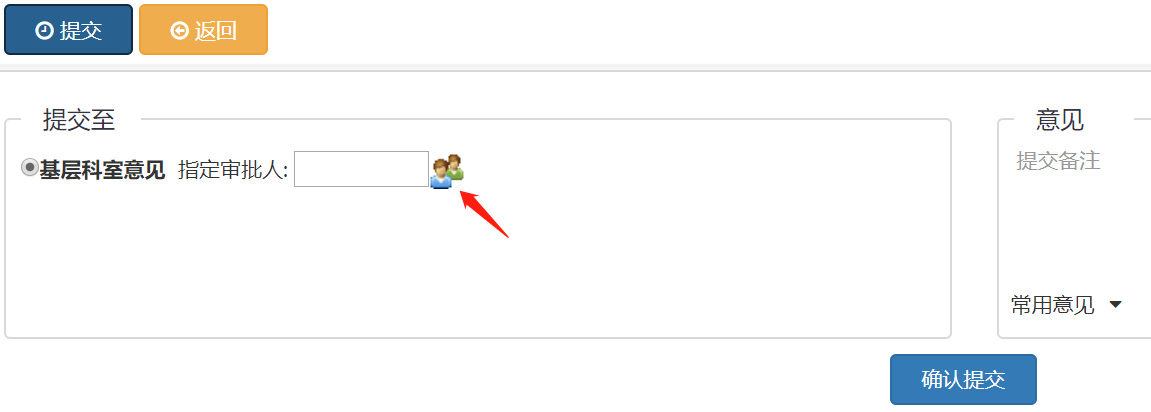 提交 返回
提交至
基层科室意见 指定审批人:
意见
提交备注
常用意见
确认提交